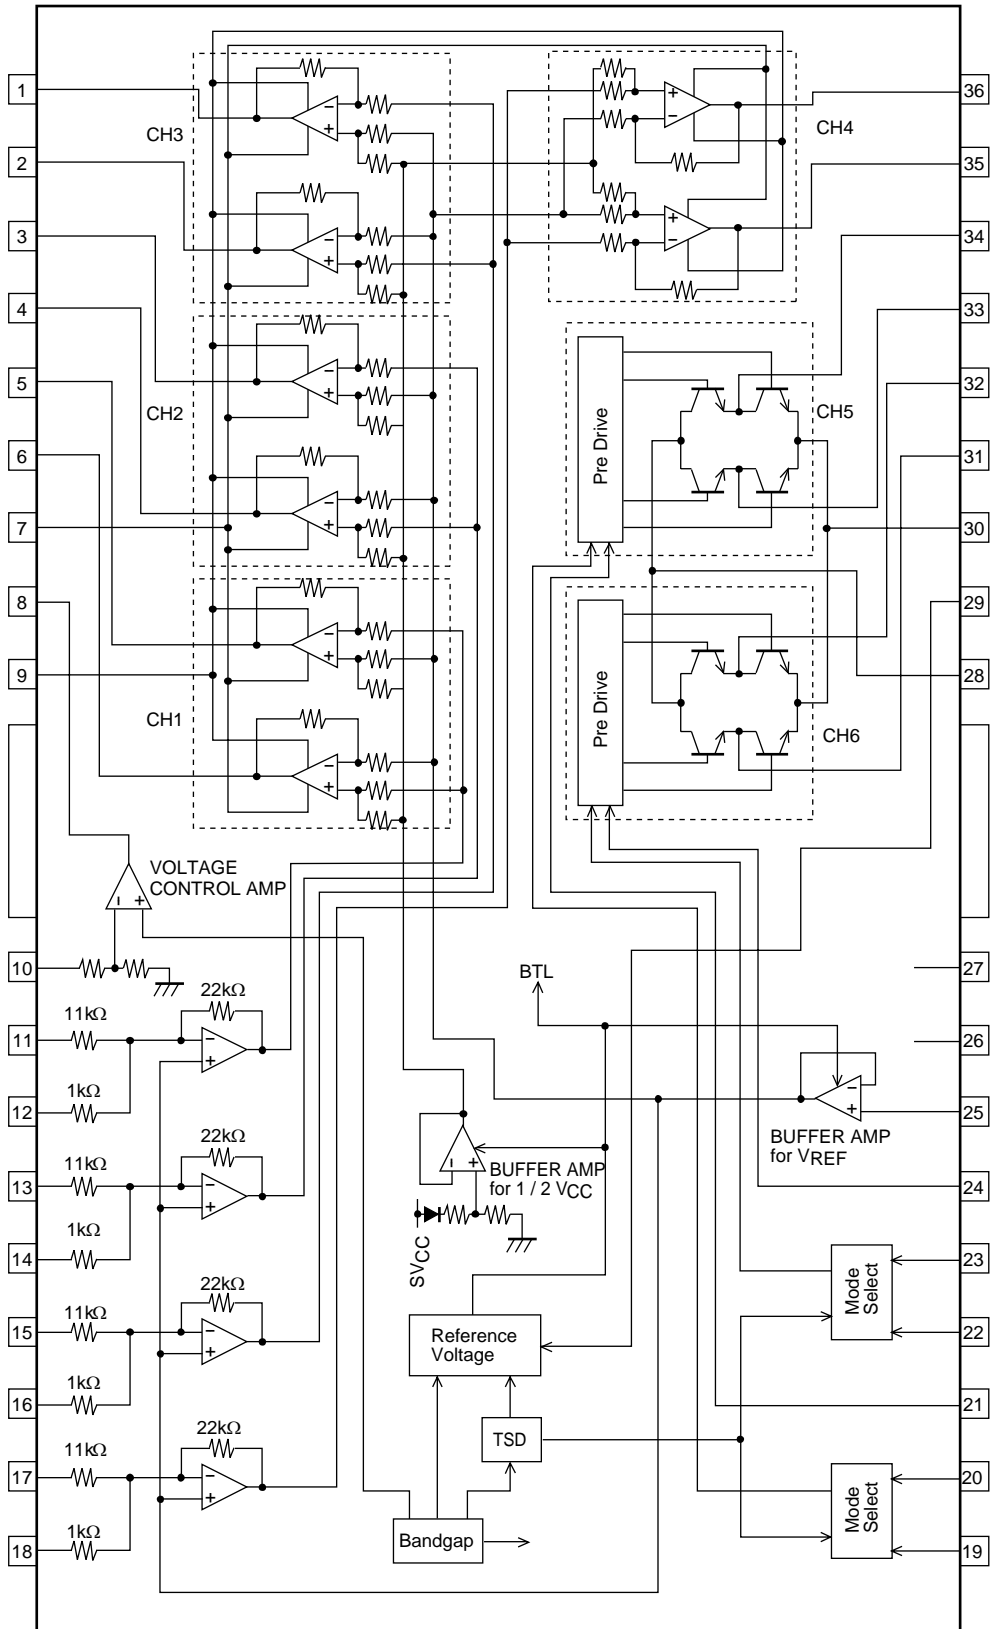 1
2
3
4
5
6
7
8
9
10
11
12
13
14
15
16
17
18
36
35
34
33
32
31
30
29
28
27
26
25
24
23
22
21
20
19
CH3
CH2
CH1
CH4
CH5
CH6
Pre Drive
Pre Drive
− +
− +
− +
− +
− +
− +
+ −
+ −
VOLTAGE
CONTROL AMP
− +
11kΩ
22kΩ
− +
1kΩ
11kΩ
22kΩ
− +
1kΩ
11kΩ
22kΩ
− +
1kΩ
11kΩ
22kΩ
− +
1kΩ
BTL
− +
BUFFER AMP
for 1 / 2 VCC
SVCC
− +
BUFFER AMP
for VREF
Reference
Voltage
TSD
Bandgap
Mode
Select
Mode
Select